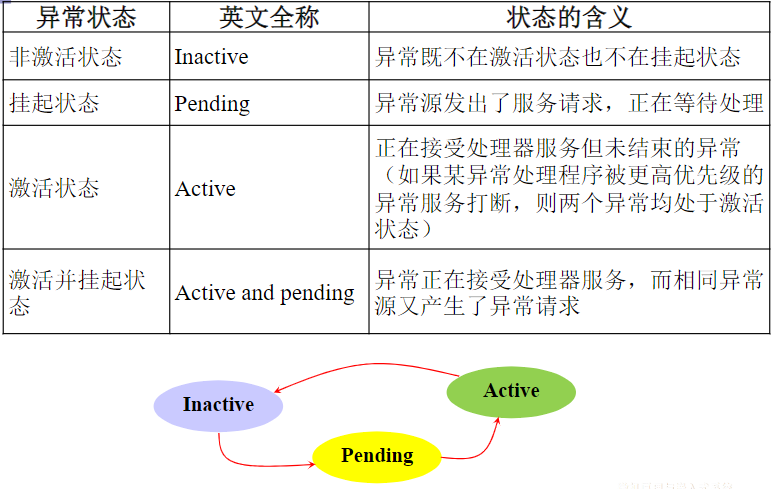 异常状态 英文全称 状态的含义
非激活状态 Inactive 异常既不在激活状态也不在挂起状态
挂起状态 Pending 异常源发出了服务请求，正在等待处理
激活状态 Active 正在接受处理器服务但未结束的异常
（如果某异常处理程序被更高优先级的
异常服务打断，则两个异常均处于激活
状态）
激活并挂起状
态
Active and pending
异常正在接受处理器服务，而相同异常
源又产生了异常请求
Active
Inactive
Pending